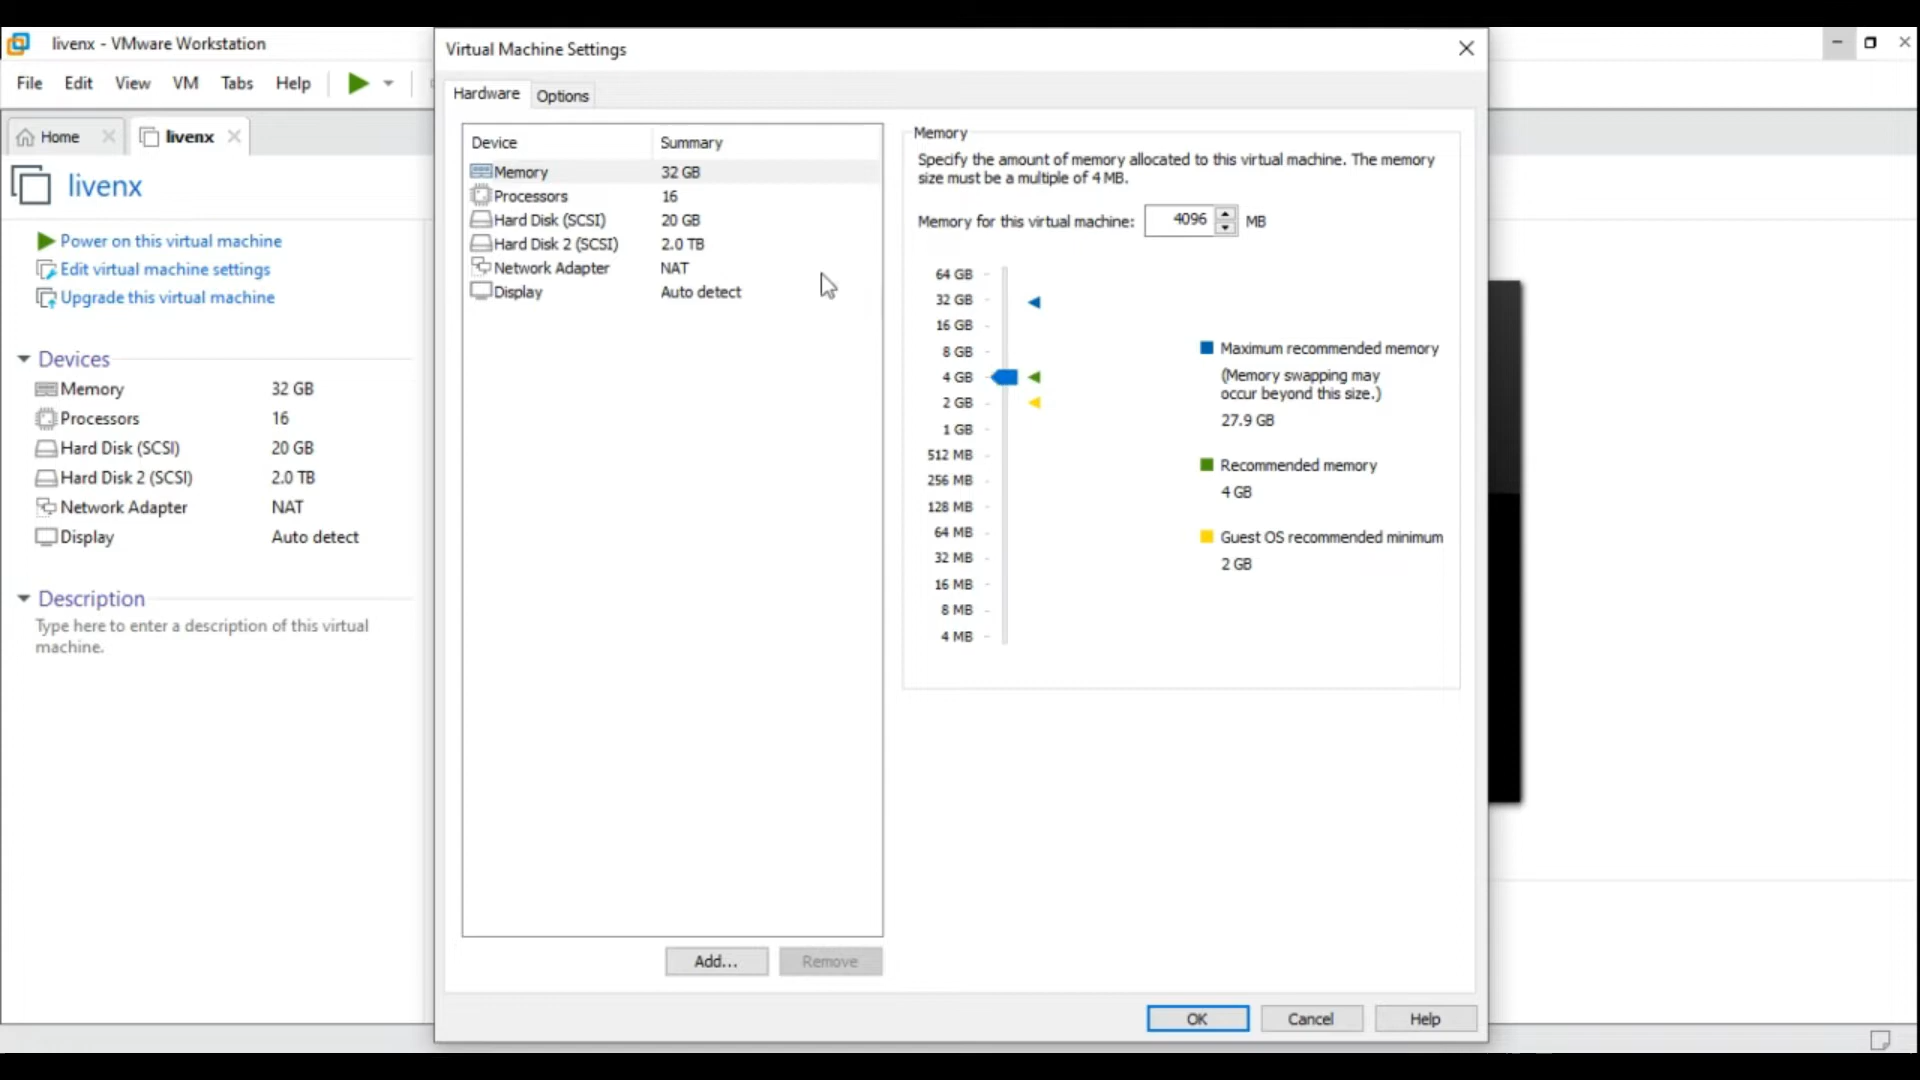 livenx - VMware Workstation
File Edit View VM Tabs Help
Home livenx
livenx
Power on this virtual machine
Edit virtual machine settings
Upgrade this virtual machine
Devices
Memory 32 GB
Processors 16
Hard Disk (SCSI) 20 GB
Hard Disk 2 (SCSI) 2.0 TB
Network Adapter NAT
Display Auto detect
Description
Type here to enter a description of this virtual
machine.
Virtual Machine Settings
Hardware Options
Device Summary
Memory 32 GB
Processors 16
Hard Disk (SCSI) 20 GB
Hard Disk 2 (SCSI) 2.0 TB
Network Adapter NAT
Display Auto detect
Add... Remove
Memory
Specify the amount of memory allocated to this virtual machine. The memory
size must be a multiple of 4 MB.
Memory for this virtual machine: 4096 MB
64 GB
32 GB
16 GB
8 GB
4 GB
2 GB
1 GB
512 MB
256 MB
128 MB
64 MB
32 MB
16 MB
8 MB
4 MB
Maximum recommended memory
(Memory swapping may
occur beyond this size.)
27.9 GB
Recommended memory
4 GB
Guest OS recommended minimum
2 GB
OK Cancel Help